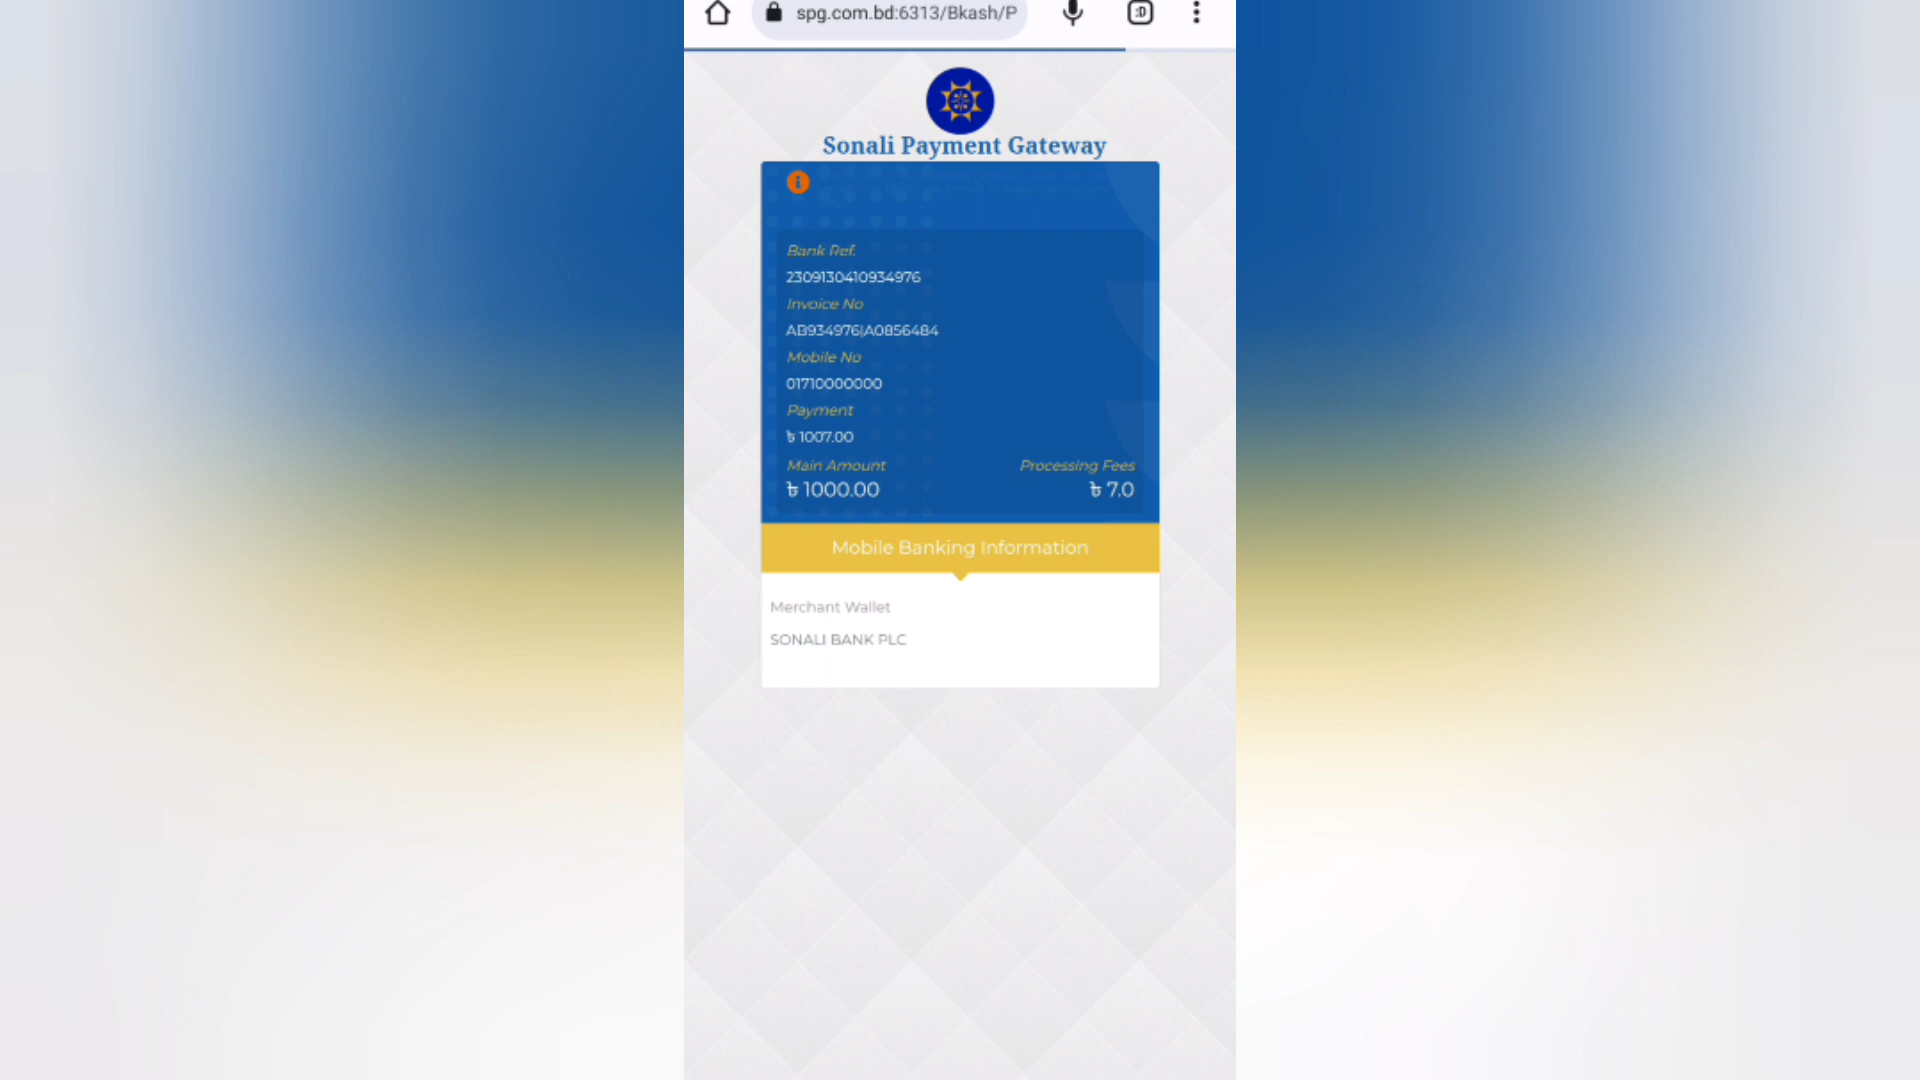 spg.com.bd:6313/Bkash/P
:D
Sonali Payment Gateway
Bank Ref.
2309130410934976
Invoice No
AB934976|A0856484
Mobile No
01710000000
Payment
৳ 1007.00
Main Amount
Processing Fees
৳ 1000.00
৳ 7.0
Mobile Banking Information
Merchant Wallet
SONALI BANK PLC